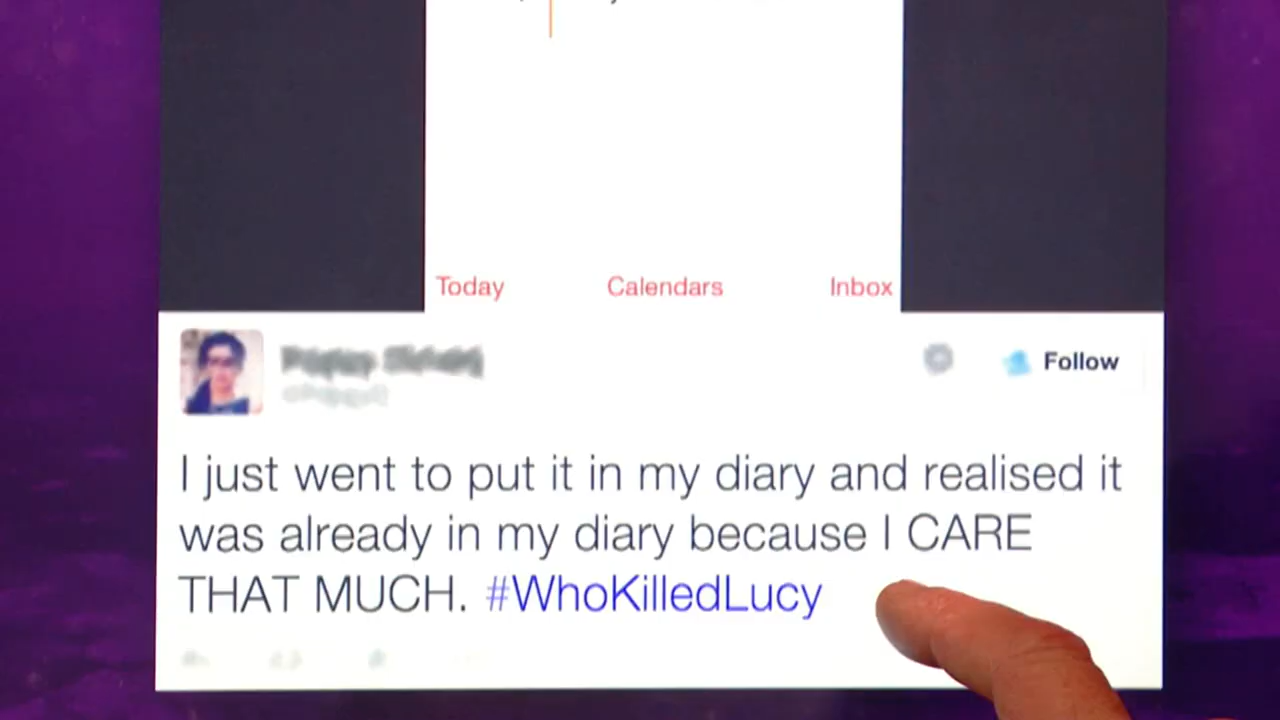 Today Calendars Inbox
Follow
I just went to put it in my diary and realised it
was already in my diary because I CARE
THAT MUCH. #WhoKilledLucy